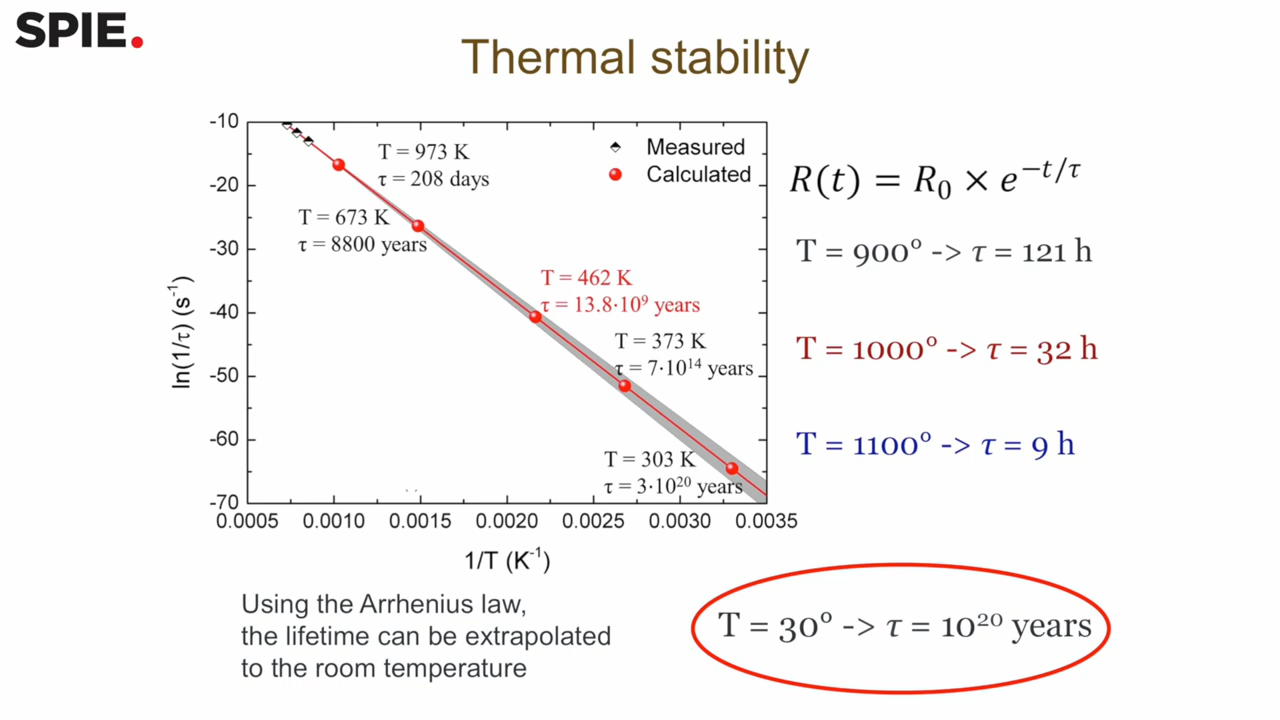 SPIE.
Thermal stability
Measured
Calculated
T = 973 K
τ = 208 days
T = 673 K
τ = 8800 years
T = 462 K
τ = 13.8·10⁹ years
T = 373 K
τ = 7·10¹⁴ years
T = 303 K
τ = 3·10²⁰ years
-10
-20
-30
-40
-50
-60
-70
ln(1/τ) (s⁻¹)
0.0005 0.0010 0.0015 0.0020 0.0025 0.0030 0.0035
1/T (K⁻¹)
R(t) = R₀ × e^{−t/τ}
T = 900° -> τ = 121 h
T = 1000° -> τ = 32 h
T = 1100° -> τ = 9 h
Using the Arrhenius law,
the lifetime can be extrapolated
to the room temperature
T = 30° -> τ = 10²⁰ years